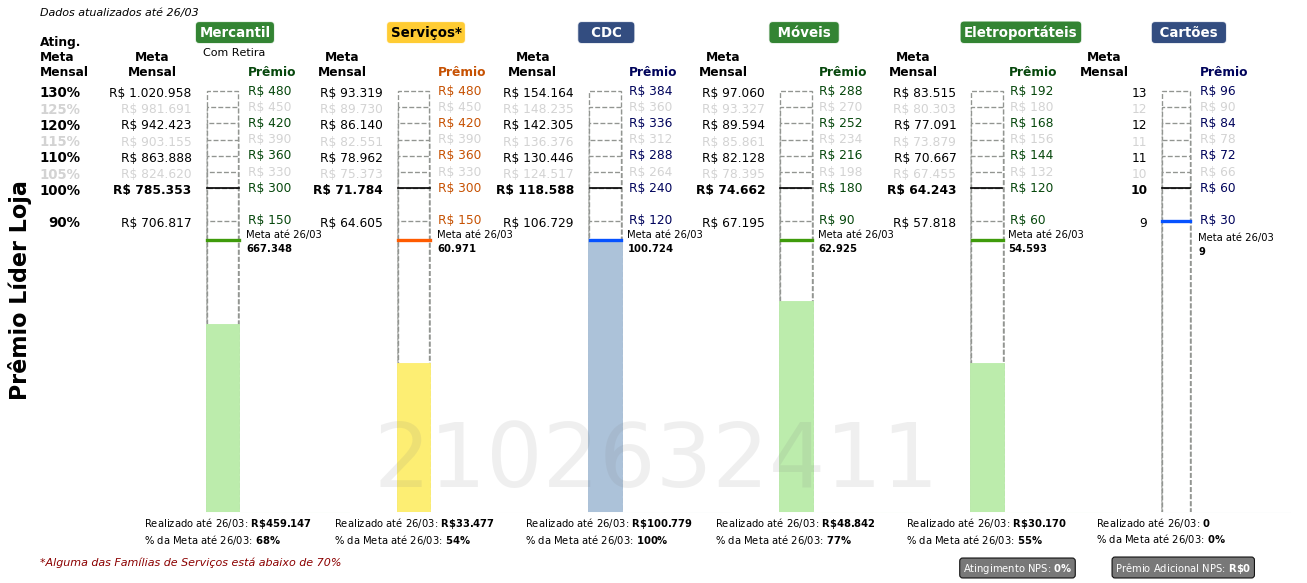 Dados atualizados até 26/03
Mercantil Serviços* CDC Móveis Eletroportáteis Cartões
Com Retira
Ating. Meta Mensal
Meta Mensal Prêmio Meta Mensal Prêmio Meta Mensal Prêmio Meta Mensal Prêmio Meta Mensal Prêmio Meta Mensal Prêmio
130% R$ 1.020.958 R$ 480 R$ 93.319 R$ 480 R$ 154.164 R$ 384 R$ 97.060 R$ 288 R$ 83.515 R$ 192 13 R$ 96
125% R$ 981.691 R$ 450 R$ 89.730 R$ 450 R$ 148.235 R$ 360 R$ 93.327 R$ 270 R$ 80.303 R$ 180 12 R$ 90
120% R$ 942.423 R$ 420 R$ 86.140 R$ 420 R$ 142.305 R$ 336 R$ 89.594 R$ 252 R$ 77.091 R$ 168 12 R$ 84
115% R$ 903.155 R$ 390 R$ 82.551 R$ 390 R$ 136.376 R$ 312 R$ 85.861 R$ 234 R$ 73.879 R$ 156 11 R$ 78
110% R$ 863.888 R$ 360 R$ 78.962 R$ 360 R$ 130.446 R$ 288 R$ 82.128 R$ 216 R$ 70.667 R$ 144 11 R$ 72
105% R$ 824.620 R$ 330 R$ 75.373 R$ 330 R$ 124.517 R$ 264 R$ 78.395 R$ 198 R$ 67.455 R$ 132 10 R$ 66
100% R$ 785.353 R$ 300 R$ 71.784 R$ 300 R$ 118.588 R$ 240 R$ 74.662 R$ 180 R$ 64.243 R$ 120 10 R$ 60
90% R$ 706.817 R$ 150 R$ 64.605 R$ 150 R$ 106.729 R$ 120 R$ 67.195 R$ 90 R$ 57.818 R$ 60 9 R$ 30
Meta até 26/03 Meta até 26/03 Meta até 26/03 Meta até 26/03 Meta até 26/03 Meta até 26/03
667.348 60.971 100.724 62.925 54.593 9
Prêmio Líder Loja
2102632411
Realizado até 26/03: R$459.147 Realizado até 26/03: R$33.477 Realizado até 26/03: R$100.779 Realizado até 26/03: R$48.842 Realizado até 26/03: R$30.170 Realizado até 26/03: 0
% da Meta até 26/03: 68% % da Meta até 26/03: 54% % da Meta até 26/03: 100% % da Meta até 26/03: 77% % da Meta até 26/03: 55% % da Meta até 26/03: 0%
*Alguma das Famílias de Serviços está abaixo de 70% Atingimento NPS: 0% Prêmio Adicional NPS: R$0